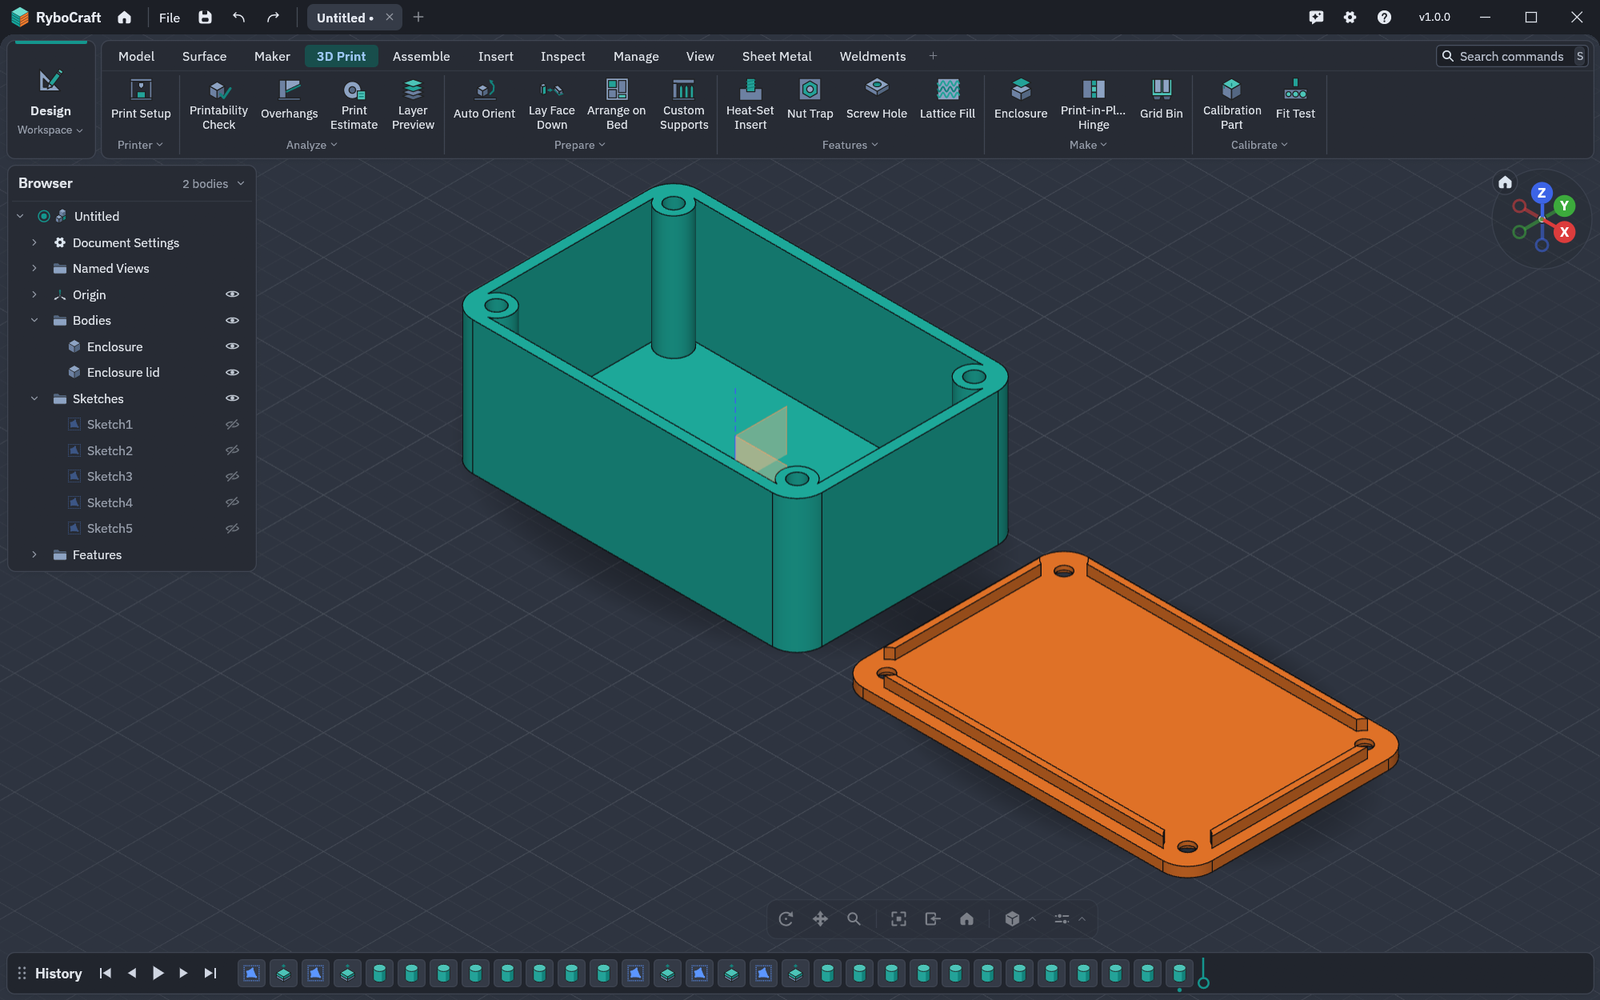 RyboCraft
File
Untitled •
v1.0.0
Design
Workspace
Model Surface Maker 3D Print Assemble Insert Inspect Manage View Sheet Metal Weldments
Search commands S
Print Setup
Printability Check
Overhangs
Print Estimate
Layer Preview
Auto Orient
Lay Face Down
Arrange on Bed
Custom Supports
Heat-Set Insert
Nut Trap
Screw Hole
Lattice Fill
Enclosure
Print-in-Pl... Hinge
Grid Bin
Calibration Part
Fit Test
Printer Analyze Prepare Features Make Calibrate
Browser 2 bodies
Untitled
Document Settings
Named Views
Origin
Bodies
Enclosure
Enclosure lid
Sketches
Sketch1
Sketch2
Sketch3
Sketch4
Sketch5
Features
Z
Y
X
History